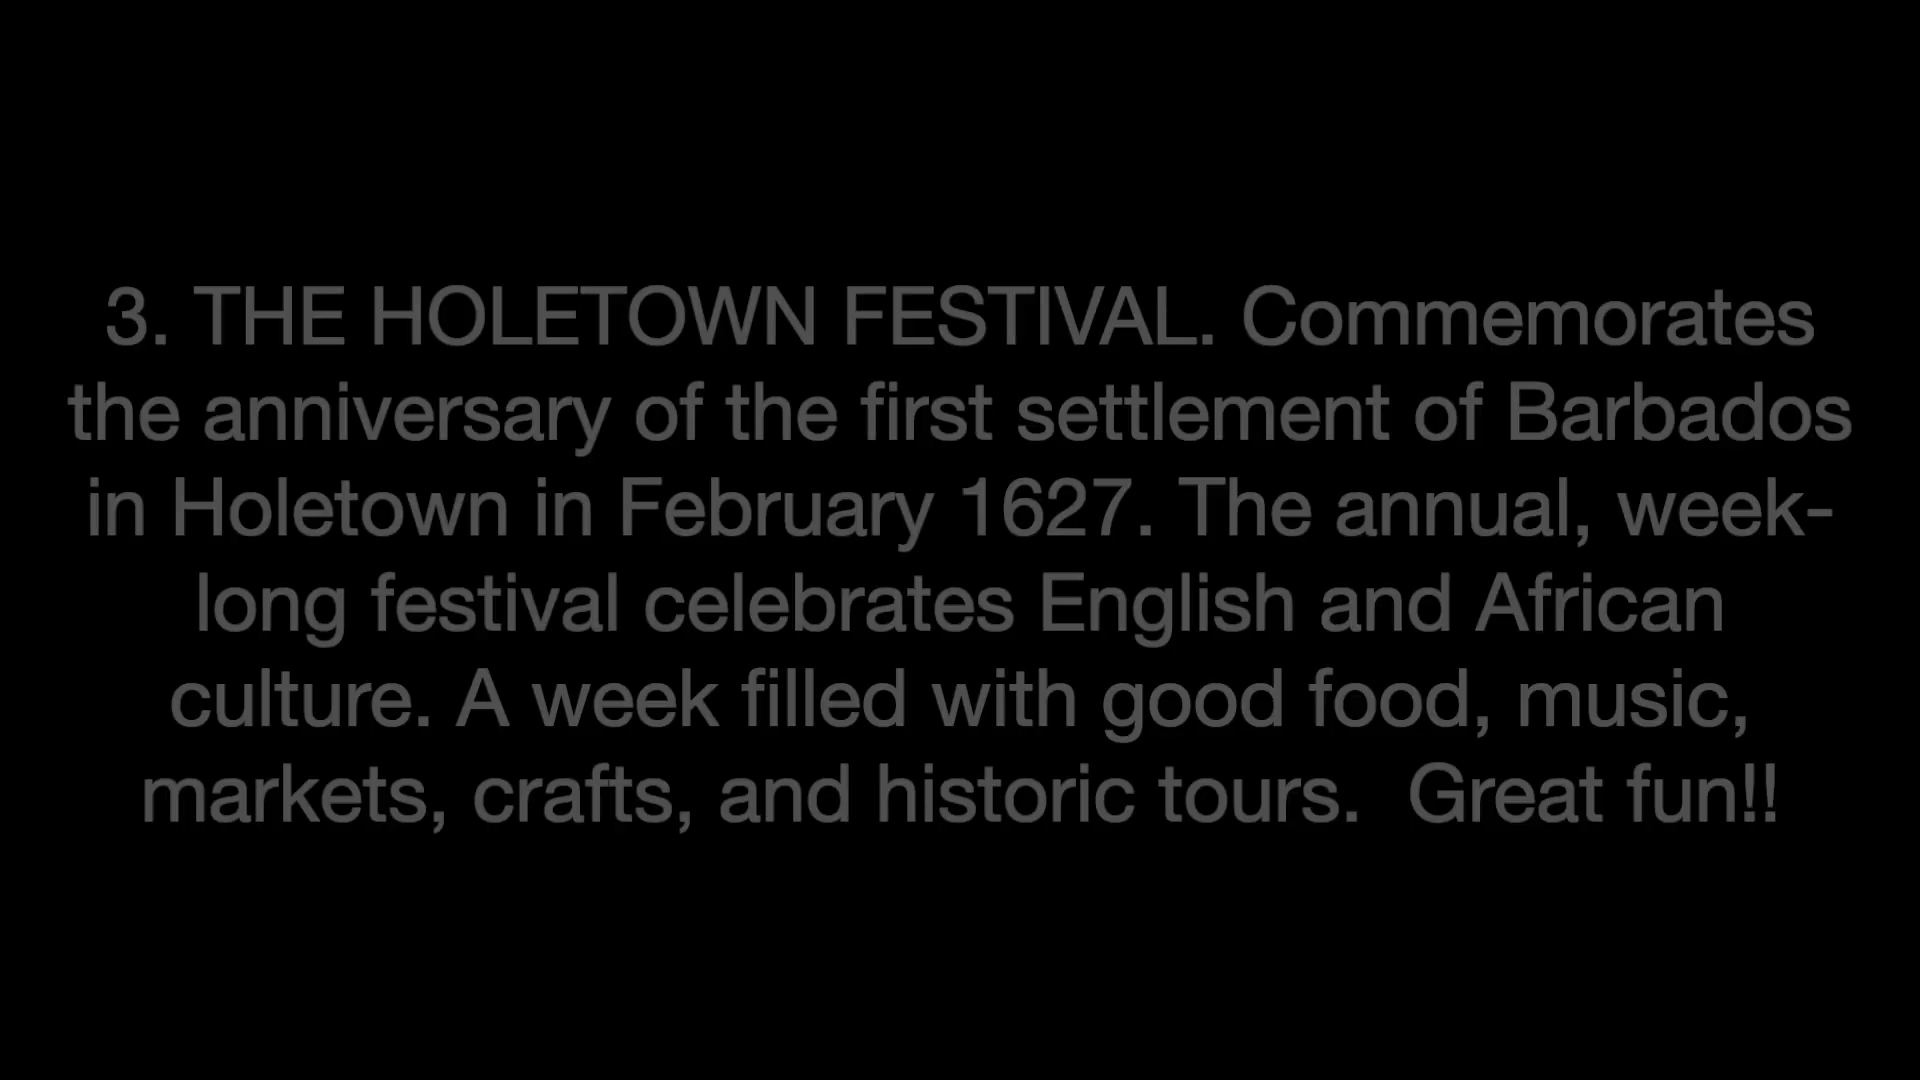 3. THE HOLETOWN FESTIVAL. Commemorates
the anniversary of the first settlement of Barbados
in Holetown in February 1627. The annual, week-
long festival celebrates English and African
culture. A week filled with good food, music,
markets, crafts, and historic tours.  Great fun!!